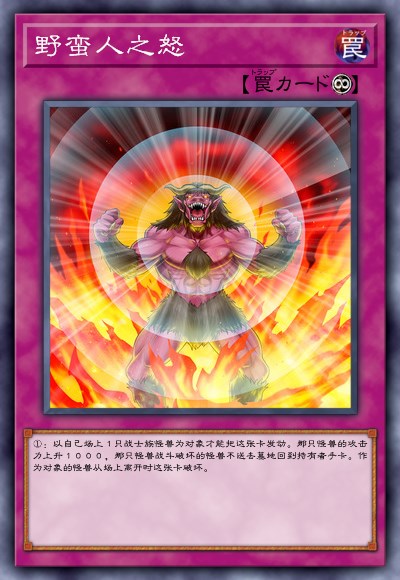 野蛮人之怒
トラップ
罠
トラップ
【罠カード】
①：以自己场上１只战士族怪兽为对象才能把这张卡发动。那只怪兽的攻击
力上升１０００，那只怪兽战斗破坏的怪兽不送去墓地回到持有者手卡。作
为对象的怪兽从场上离开时这张卡破坏。